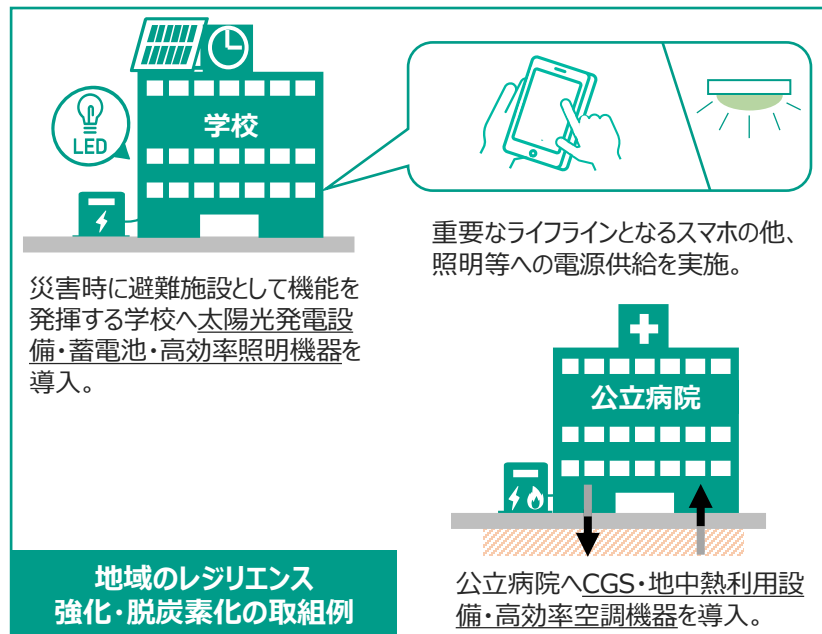 学校
LED
災害時に避難施設として機能を
発揮する学校へ太陽光発電設
備・蓄電池・高効率照明機器を
導入。
重要なライフラインとなるスマホの他、
照明等への電源供給を実施。
公立病院
公立病院へCGS・地中熱利用設
備・高効率空調機器を導入。
地域のレジリエンス
強化・脱炭素化の取組例